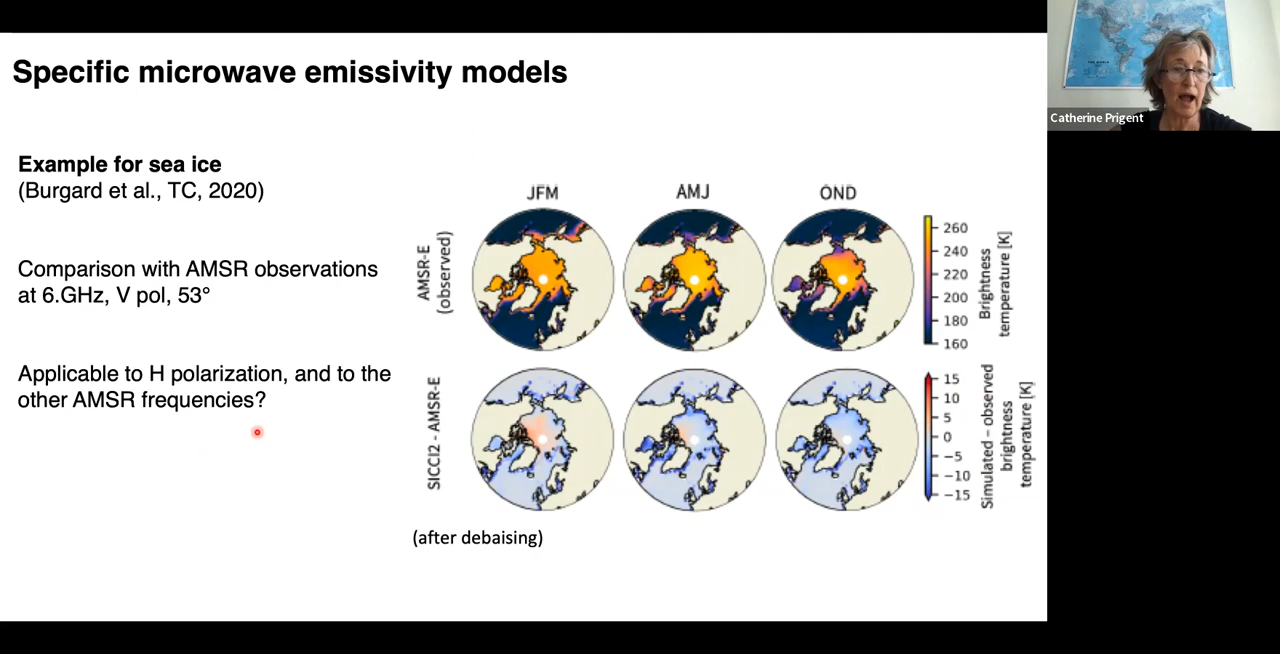 Specific microwave emissivity models
Example for sea ice
(Burgard et al., TC, 2020)
Comparison with AMSR observations
at 6.GHz, V pol, 53°
Applicable to H polarization, and to the
other AMSR frequencies?
JFM
AMJ
OND
AMSR-E
(observed)
260
240
220
200
180
160
Brightness
temperature [K]
SICCI2 - AMSR-E
15
10
5
0
−5
−10
−15
Simulated – observed
brightness
temperature [K]
(after debaising)
Catherine Prigent